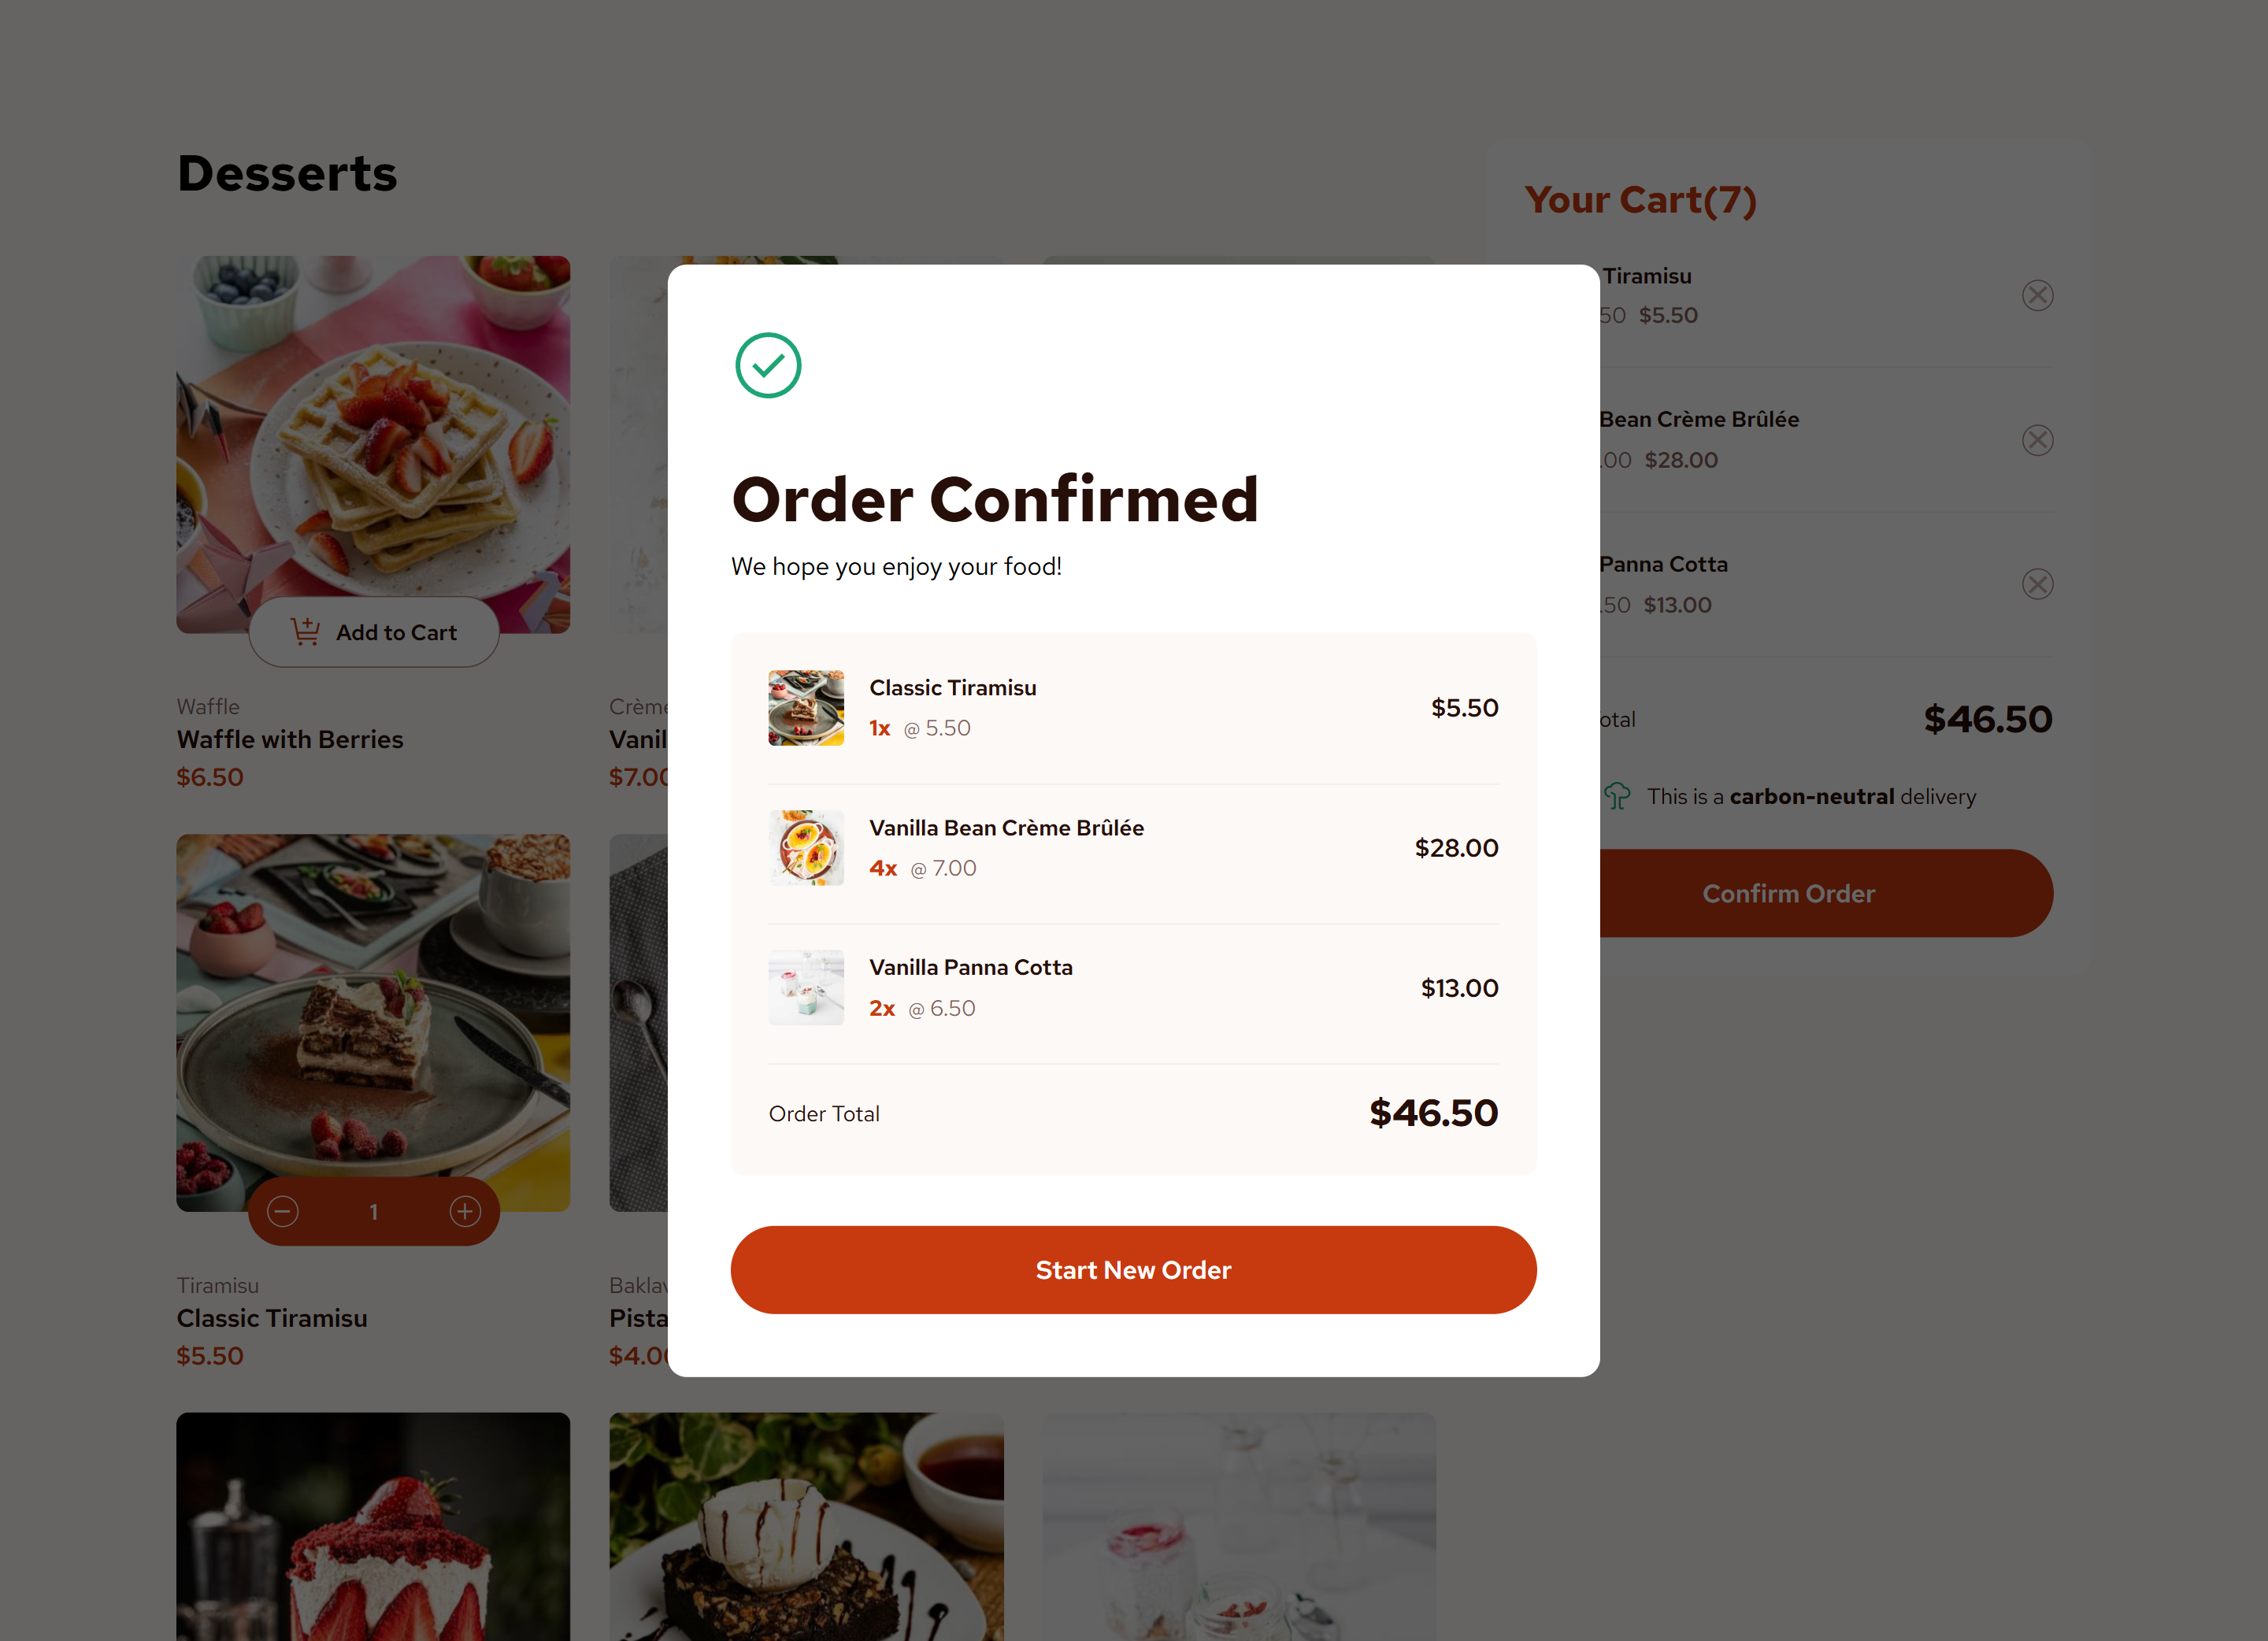 Desserts
Add to Cart
Waffle
Waffle with Berries
$6.50
Crème
Vanil
$7.00
1
Tiramisu
Classic Tiramisu
$5.50
Baklav
Pista
$4.00
Your Cart(7)
Tiramisu
50 $5.50
Bean Crème Brûlée
.00 $28.00
Panna Cotta
.50 $13.00
otal
$46.50
This is a carbon-neutral delivery
Confirm Order
Order Confirmed
We hope you enjoy your food!
Classic Tiramisu
1x @ 5.50
$5.50
Vanilla Bean Crème Brûlée
4x @ 7.00
$28.00
Vanilla Panna Cotta
2x @ 6.50
$13.00
Order Total
$46.50
Start New Order